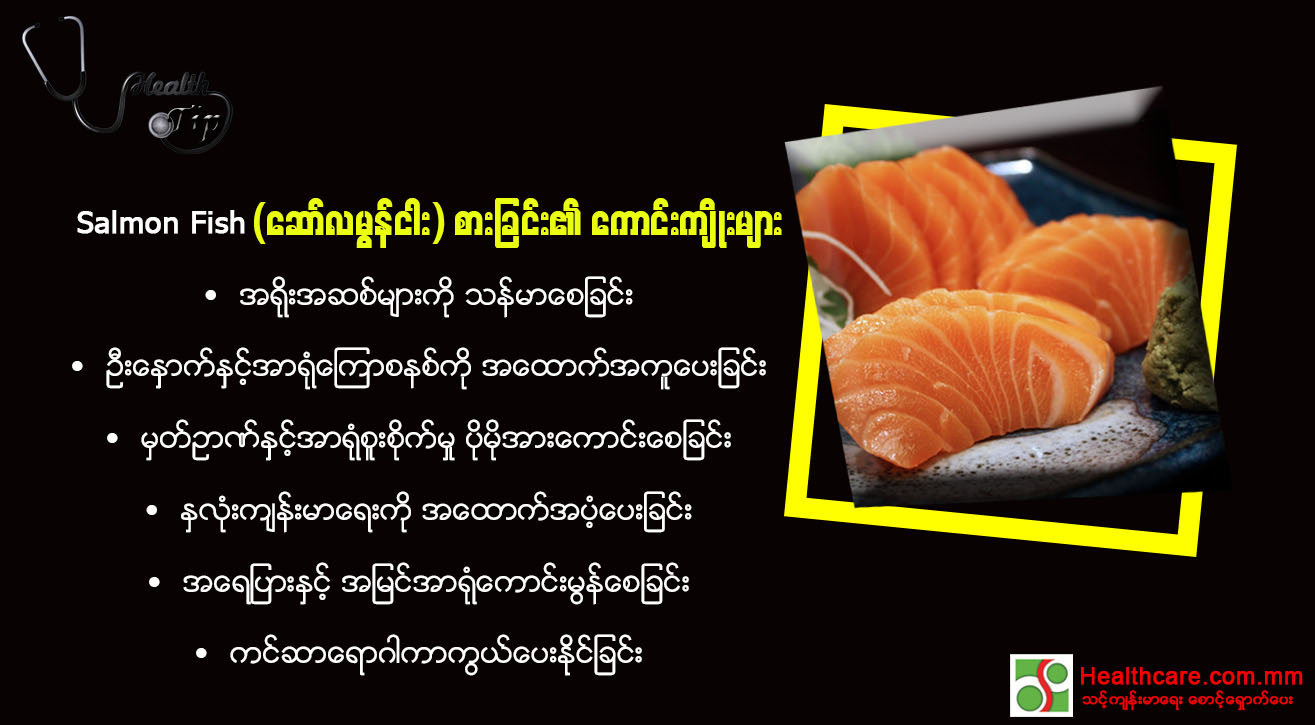 Health
Tip
Salmon Fish (ဆော်လမွန်ငါး) စားခြင်း၏ ကောင်းကျိုးများ
• အရိုးအဆစ်များကို သန်မာစေခြင်း
• ဦးနှောက်နှင့်အာရုံကြောစနစ်ကို အထောက်အကူပေးခြင်း
• မှတ်ဉာဏ်နှင့်အာရုံစူးစိုက်မှု ပိုမိုအားကောင်းစေခြင်း
• နှလုံးကျန်းမာရေးကို အထောက်အပံ့ပေးခြင်း
• အရေပြားနှင့် အမြင်အာရုံကောင်းမွန်စေခြင်း
• ကင်ဆာရောဂါကာကွယ်ပေးနိုင်ခြင်း
Healthcare.com.mm
သင့်ကျန်းမာရေး စောင့်ရှောက်ပေး